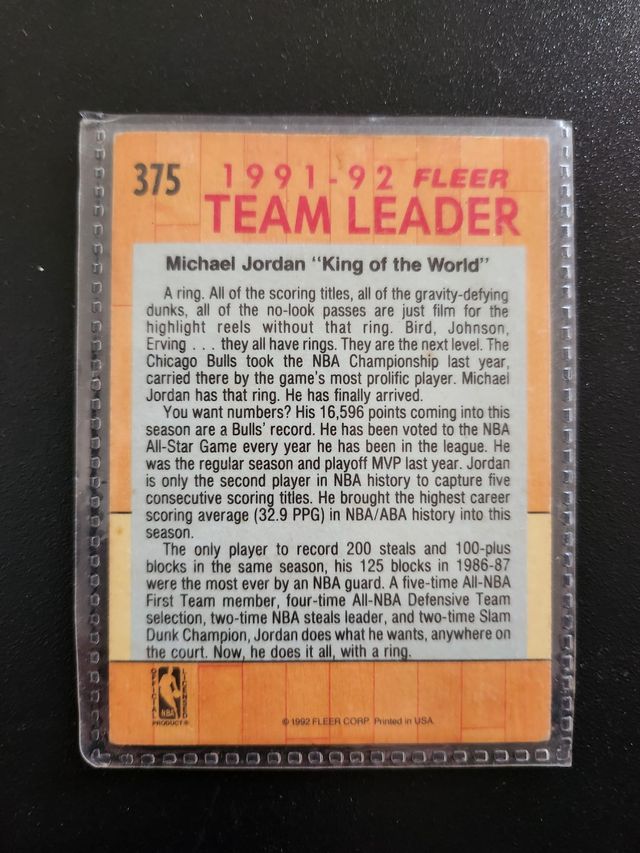 375
1991-92 FLEER
TEAM LEADER
Michael Jordan "King of the World"
A ring. All of the scoring titles, all of the gravity-defying
dunks, all of the no-look passes are just film for the
highlight reels without that ring. Bird, Johnson,
Erving . . . they all have rings. They are the next level. The
Chicago Bulls took the NBA Championship last year,
carried there by the game's most prolific player. Michael
Jordan has that ring. He has finally arrived.
You want numbers? His 16,596 points coming into this
season are a Bulls' record. He has been voted to the NBA
All-Star Game every year he has been in the league. He
was the regular season and playoff MVP last year. Jordan
is only the second player in NBA history to capture five
consecutive scoring titles. He brought the highest career
scoring average (32.9 PPG) in NBA/ABA history into this
season.
The only player to record 200 steals and 100-plus
blocks in the same season, his 125 blocks in 1986-87
were the most ever by an NBA guard. A five-time All-NBA
First Team member, four-time All-NBA Defensive Team
selection, two-time NBA steals leader, and two-time Slam
Dunk Champion, Jordan does what he wants, anywhere on
the court. Now, he does it all, with a ring.
OFFICIAL
NBA
LICENSED
PRODUCT®
© 1992 FLEER CORP. Printed in USA